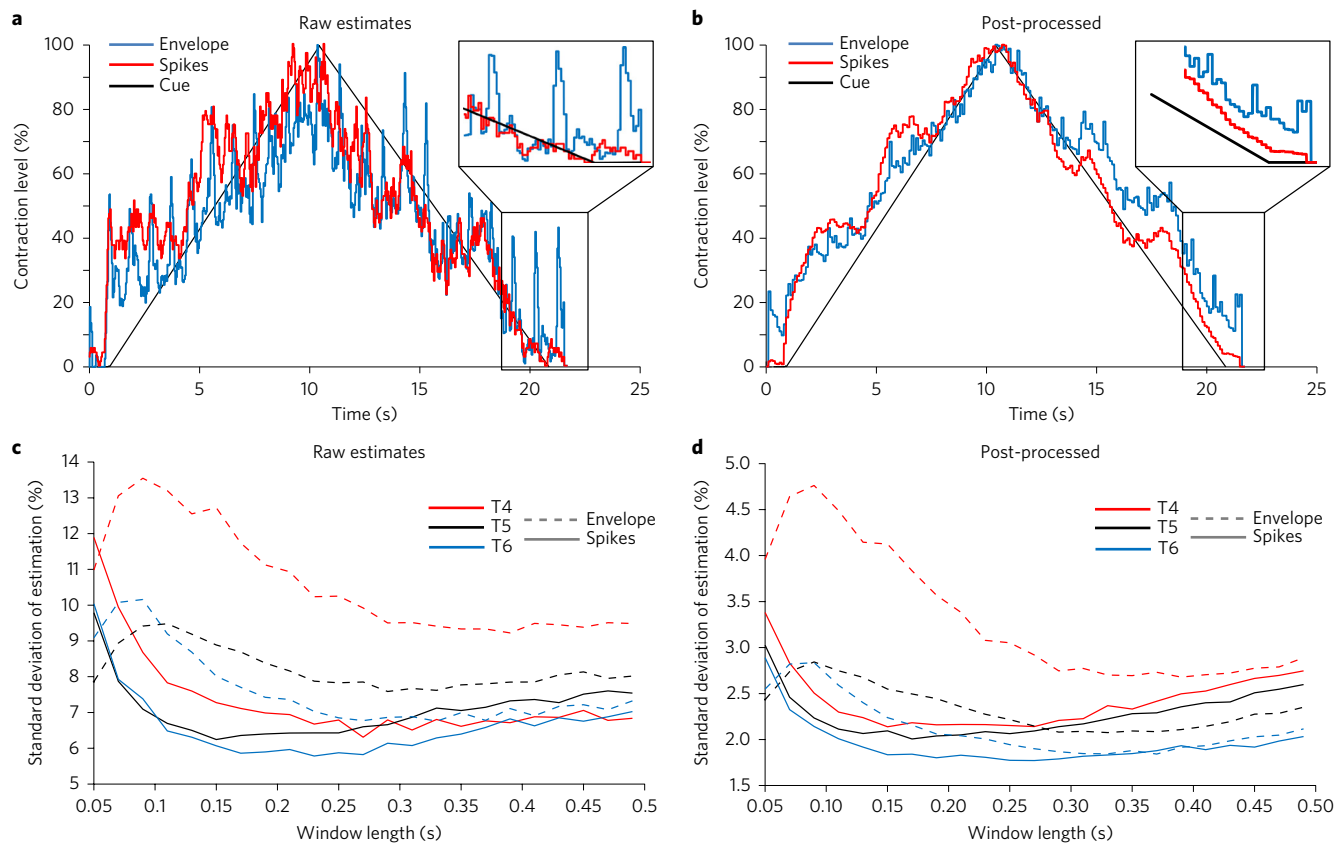 a
Raw estimates
Envelope
Spikes
Cue
Contraction level (%)
100
80
60
40
20
0
0 5 10 15 20 25
Time (s)
b
Post-processed
Envelope
Spikes
Cue
Contraction level (%)
100
80
60
40
20
0
0 5 10 15 20 25
Time (s)
c
Raw estimates
T4
T5
T6
Envelope
Spikes
Standard deviation of estimation (%)
14
13
12
11
10
9
8
7
6
5
0.05 0.1 0.15 0.2 0.25 0.3 0.35 0.4 0.45 0.5
Window length (s)
d
Post-processed
T4
T5
T6
Envelope
Spikes
Standard deviation of estimation (%)
5.0
4.5
4.0
3.5
3.0
2.5
2.0
1.5
0.05 0.10 0.15 0.20 0.25 0.30 0.35 0.40 0.45 0.50
Window length (s)